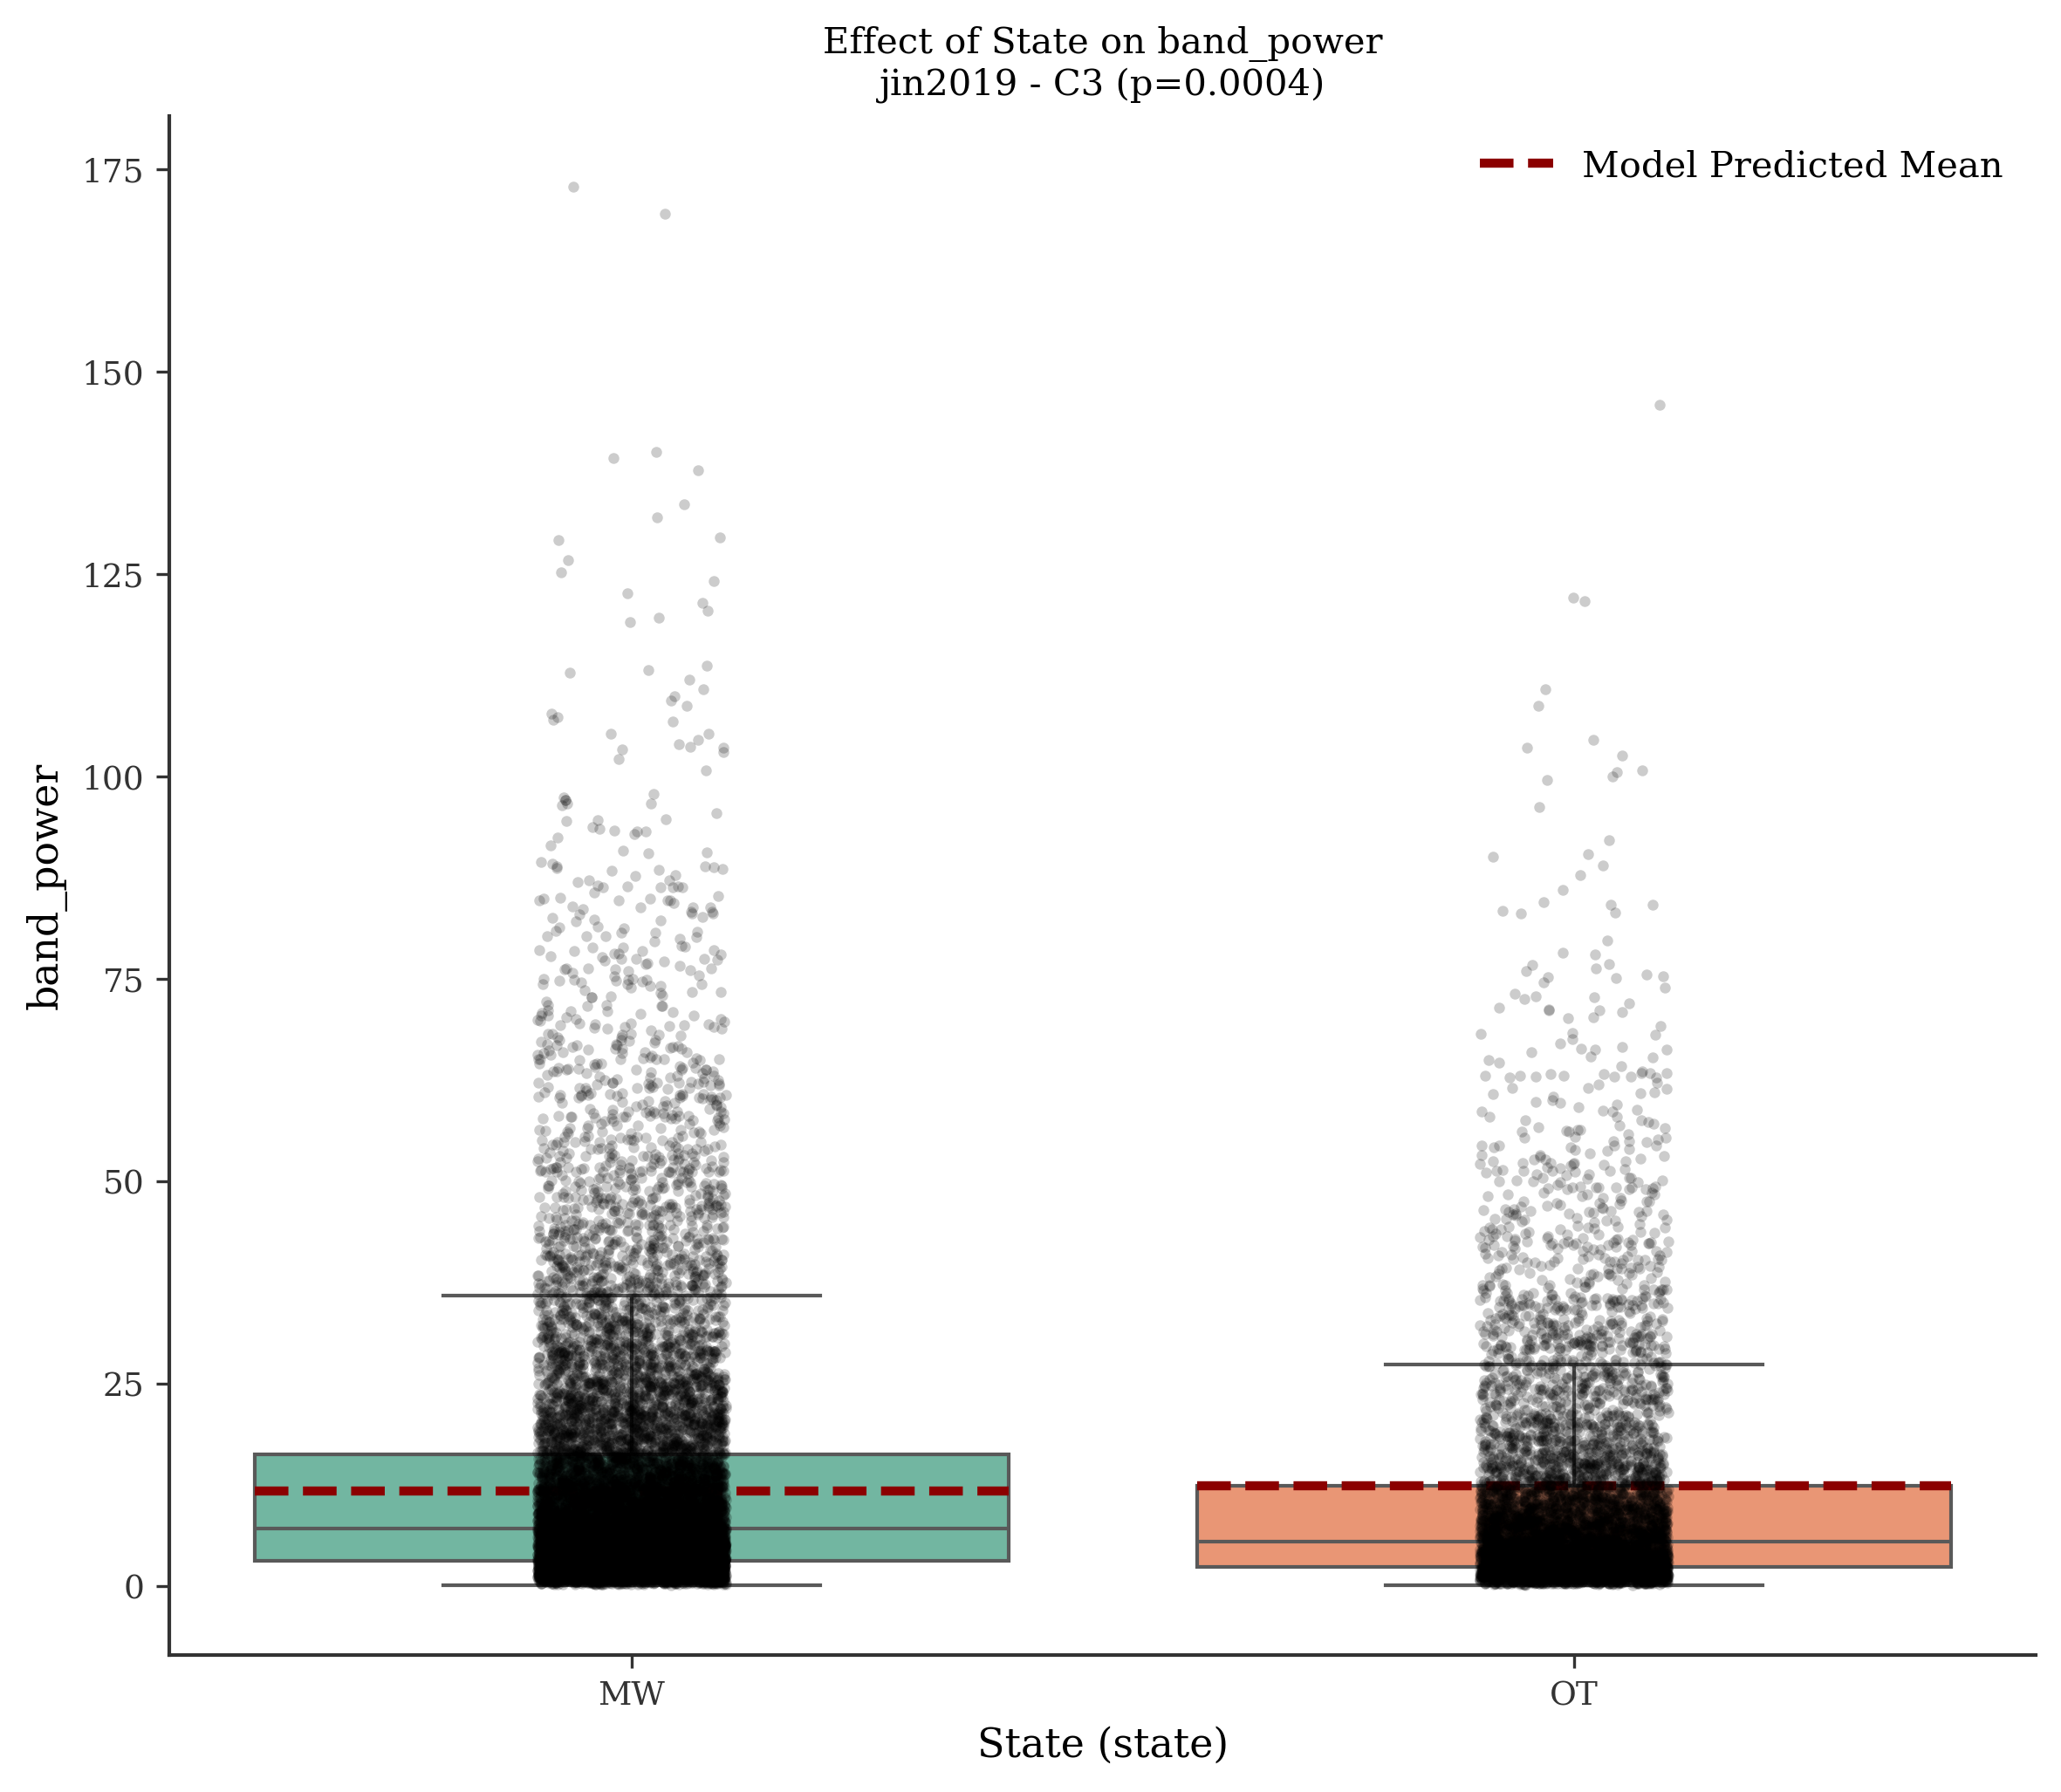 Effect of State on band_power
jin2019 - C3 (p=0.0004)
Model Predicted Mean
175
150
125
100
75
50
25
0
band_power
MW
OT
State (state)